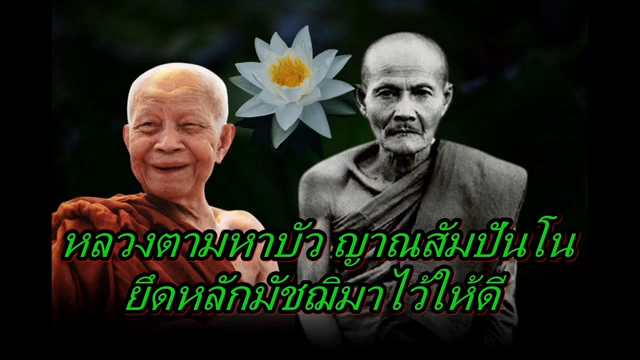 หลวงตามหาบัว ญาณสัมปันโน
ยึดหลักมัชฌิมาไว้ให้ดี